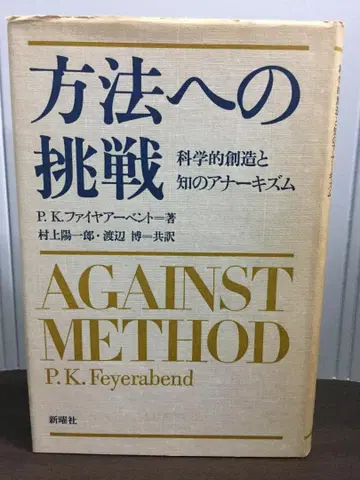 方法への
挑戦
科学的創造と
知のアナーキズム
P. K. ファイヤアーベント＝著
村上陽一郎・渡辺 博＝共訳
AGAINST
METHOD
P. K. Feyerabend
新曜社